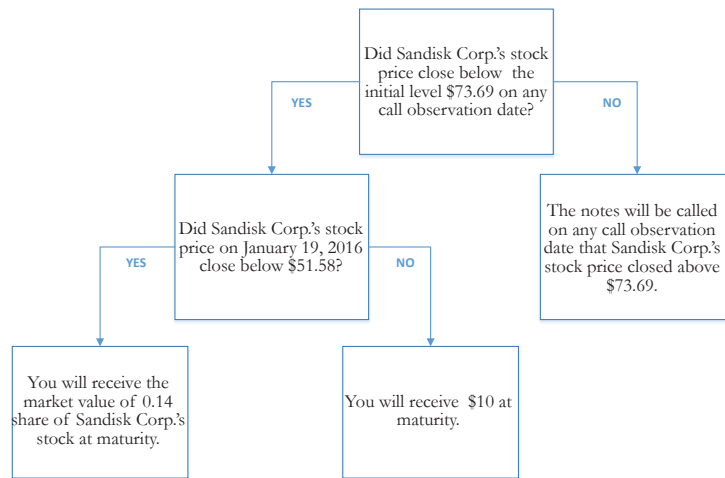 Did Sandisk Corp.'s stock
price close below the
initial level $73.69 on any
call observation date?
YES
NO
Did Sandisk Corp.'s stock
price on January 19, 2016
close below $51.58?
The notes will be called
on any call observation
date that Sandisk Corp.'s
stock price closed above
$73.69.
YES
NO
You will receive the
market value of 0.14
share of Sandisk Corp.'s
stock at maturity.
You will receive $10 at
maturity.